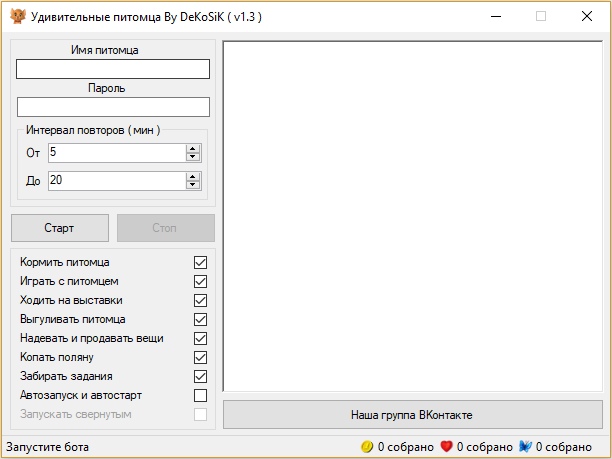 Удивительные питомца By DeKoSiK ( v1.3 )
Имя питомца
Пароль
Интервал повторов ( мин )
От 5
До 20
Старт Стоп
Кормить питомца
Играть с питомцем
Ходить на выставки
Выгуливать питомца
Надевать и продавать вещи
Копать поляну
Забирать задания
Автозапуск и автостарт
Запускать свернутым
Наша группа ВКонтакте
Запустите бота 0 собрано 0 собрано 0 собрано